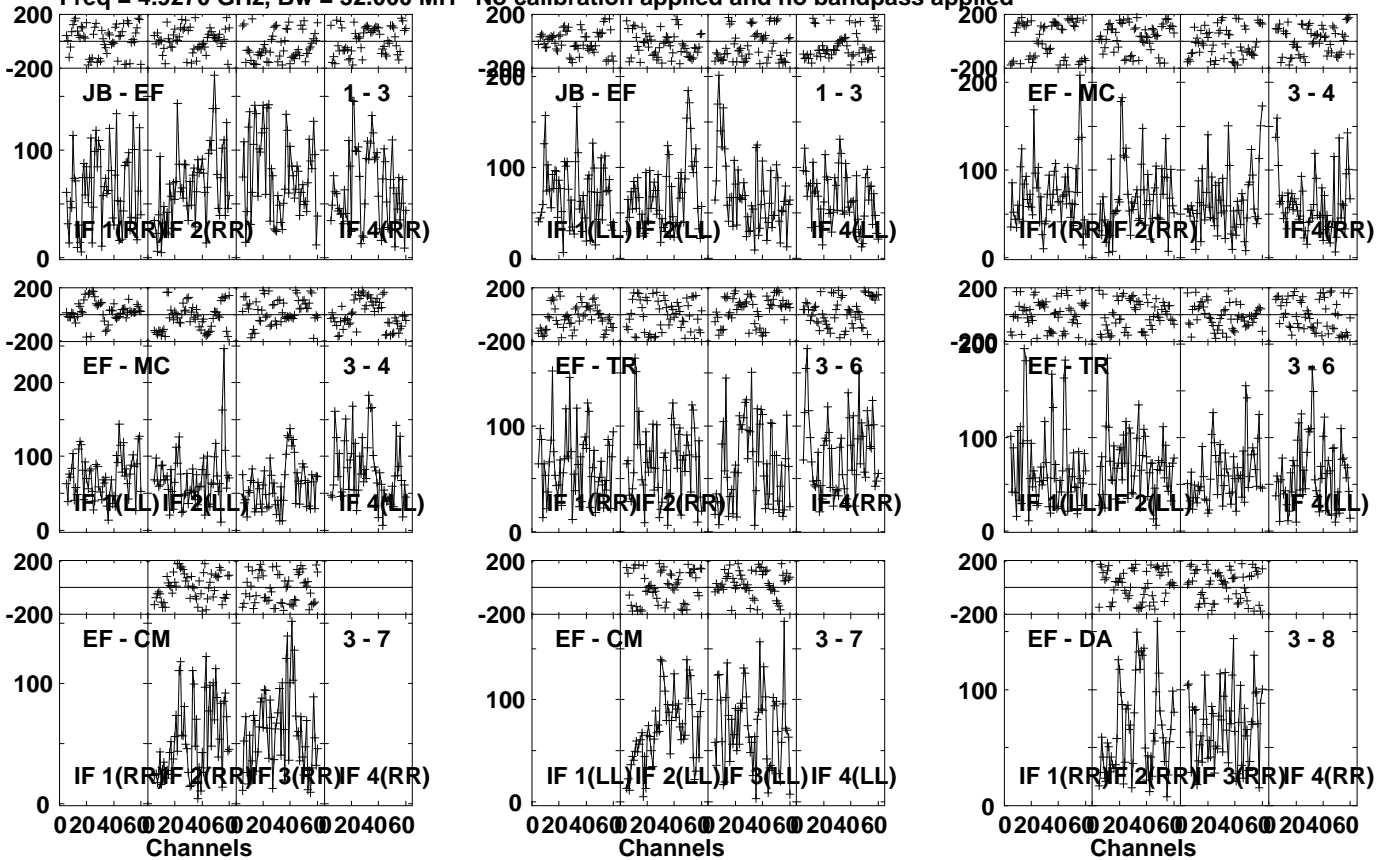 Freq = 4.9270 GHz, Bw = 32.000 MH No calibration applied and no bandpass applied
200
-200
JB - EF 1 - 3
100
IF 1(RR) IF 2(RR) IF 4(RR)
0
200
-200
200
JB - EF 1 - 3
100
IF 1(LL) IF 2(LL) IF 4(LL)
0
200
-200
EF - MC 3 - 4
100
IF 1(RR) IF 2(RR) IF 4(RR)
0
200
-200
EF - MC 3 - 4
200
100
IF 1(LL) IF 2(LL) IF 4(LL)
0
200
-200
EF - TR 3 - 6
100
IF 1(RR) IF 2(RR) IF 4(RR)
0
200
-200
200
EF - TR 3 - 6
100
IF 1(LL) IF 2(LL) IF 4(LL)
0
200
-200
EF - CM 3 - 7
100
IF 1(RR) IF 2(RR) IF 3(RR) IF 4(RR)
0
0 20 40 60 0 20 40 60 0 20 40 60 0 20 40 60
Channels
200
-200
EF - CM 3 - 7
100
IF 1(LL) IF 2(LL) IF 3(LL) IF 4(LL)
0
0 20 40 60 0 20 40 60 0 20 40 60 0 20 40 60
Channels
200
-200
EF - DA 3 - 8
100
IF 1(RR) IF 2(RR) IF 3(RR) IF 4(RR)
0
0 20 40 60 0 20 40 60 0 20 40 60 0 20 40 60
Channels